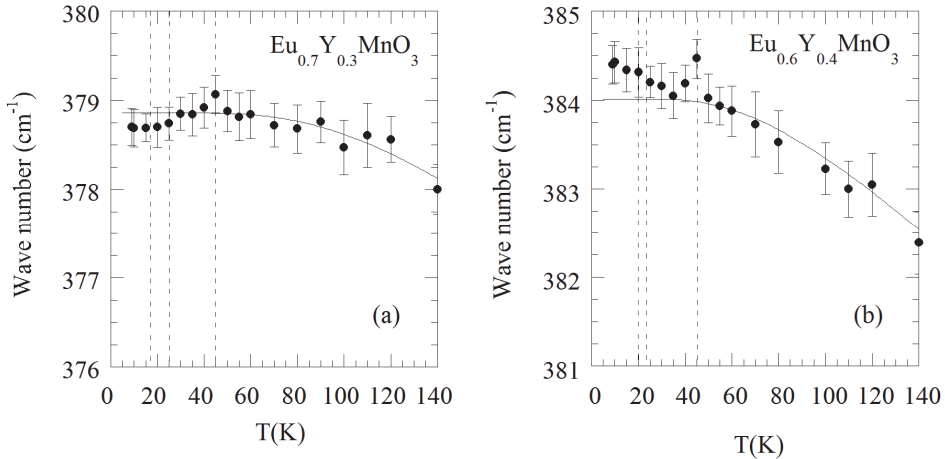 380
379
378
377
376
Wave number (cm⁻¹)
Eu₀.₇Y₀.₃MnO₃
(a)
0 20 40 60 80 100 120 140
T(K)
385
384
383
382
381
Wave number (cm⁻¹)
Eu₀.₆Y₀.₄MnO₃
(b)
0 20 40 60 80 100 120 140
T(K)